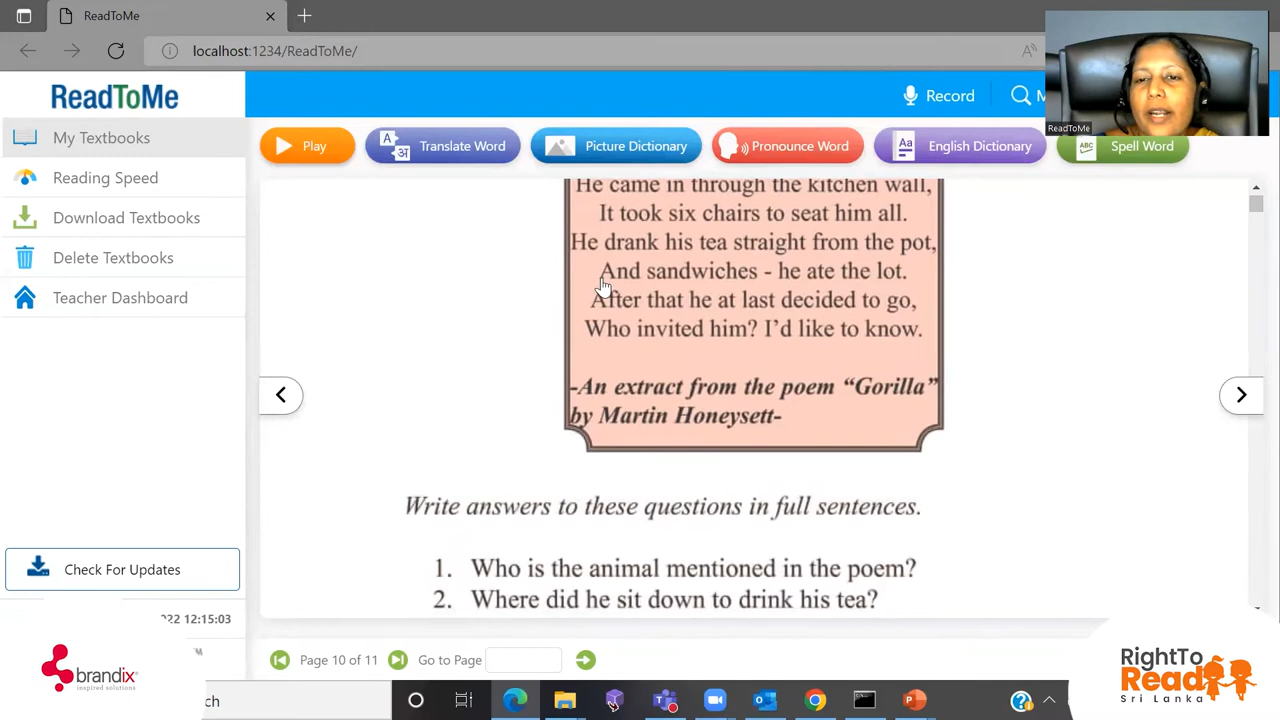 ReadToMe
localhost:1234/ReadToMe/
ReadToMe
Record
ReadToMe
My Textbooks
Play
Translate Word
Picture Dictionary
Pronounce Word
English Dictionary
Spell Word
Reading Speed
Download Textbooks
Delete Textbooks
Teacher Dashboard
He came in through the kitchen wall,
It took six chairs to seat him all.
He drank his tea straight from the pot,
And sandwiches - he ate the lot.
After that he at last decided to go,
Who invited him? I'd like to know.
-An extract from the poem “Gorilla”
by Martin Honeysett-
Write answers to these questions in full sentences.
1. Who is the animal mentioned in the poem?
2. Where did he sit down to drink his tea?
Check For Updates
022 12:15:03
Page 10 of 11
Go to Page
brandix
inspired solutions
ch
RightTo
Read
Sri Lanka